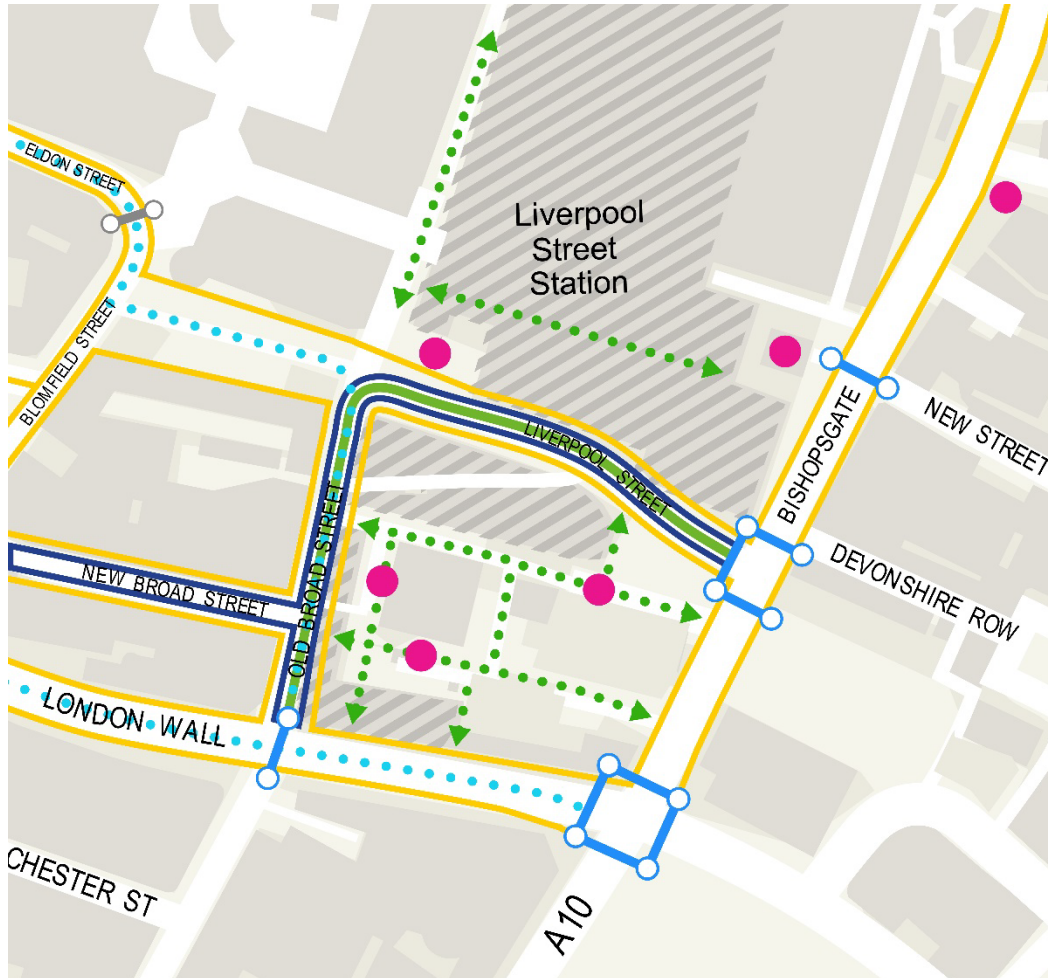 ELDON STREET
Liverpool
Street
Station
BLOMFIELD STREET
BISHOPSGATE
NEW STREET
LIVERPOOL STREET
OLD BROAD STREET
DEVONSHIRE ROW
NEW BROAD STREET
LONDON WALL
CHESTER ST
A10